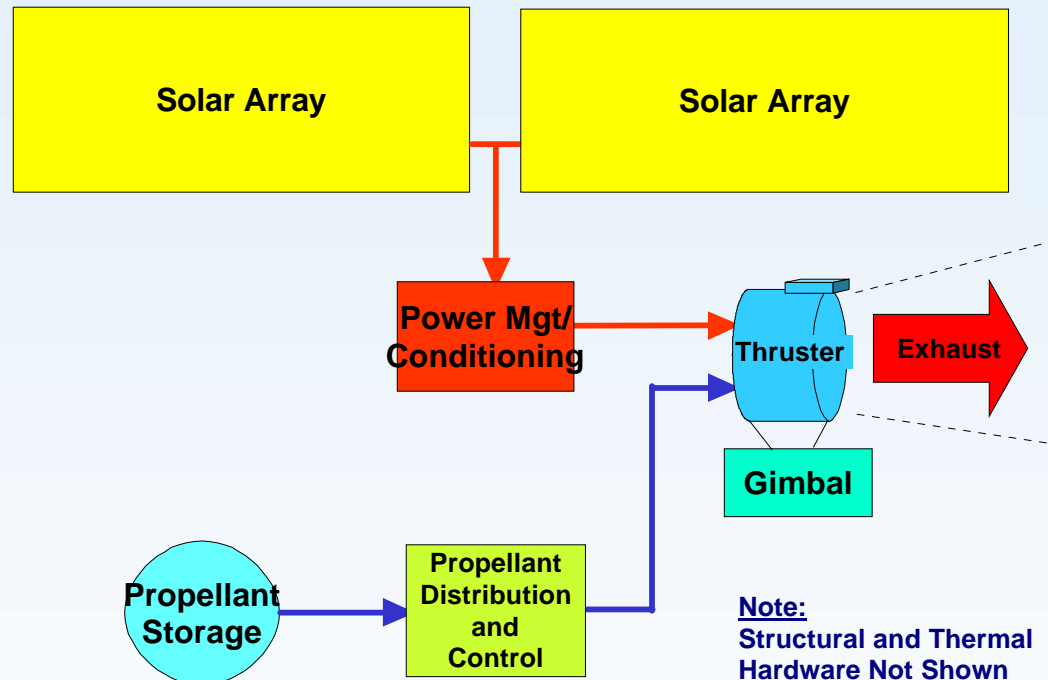 Solar Array
Solar Array
Power Mgt/
Conditioning
Thruster
Exhaust
Gimbal
Propellant
Storage
Propellant
Distribution
and
Control
Note:
Structural and Thermal
Hardware Not Shown